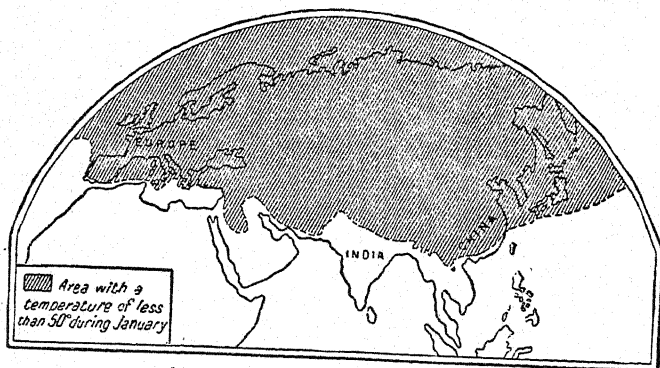 EUROPE
CHINA
INDIA
Area with a
temperature of less
than 50° during January